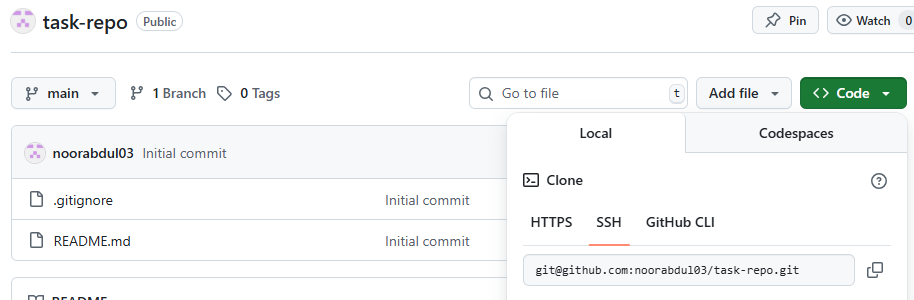 task-repo Public Pin Watch 0
main 1 Branch 0 Tags Go to file t Add file <> Code
Local Codespaces
noorabdul03 Initial commit
Clone
.gitignore Initial commit
HTTPS SSH GitHub CLI
README.md Initial commit
git@github.com:noorabdul03/task-repo.git
README